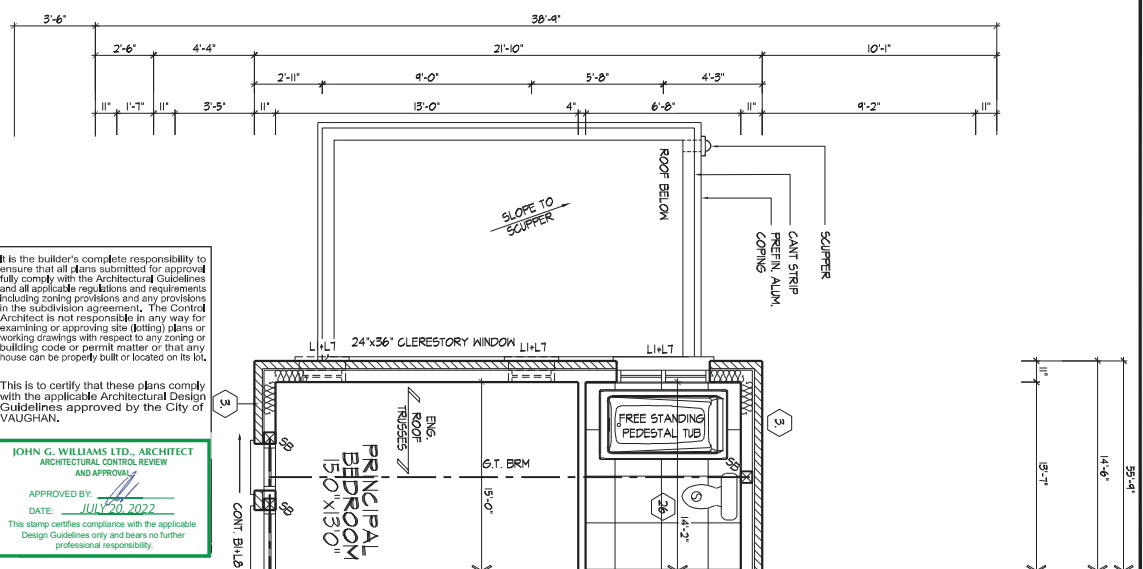 3'-6"
38'-9"
2'-6"
4'-4"
21'-10"
10'-1"
2'-11"
9'-0"
5'-8"
4'-3"
11"
1'-7"
11"
3'-5"
11"
13'-0"
4"
6'-8"
11"
9'-2"
11"
ROOF BELOW
SLOPE TO
SCUPPER
SCUPPER
CANT STRIP
PREFIN. ALUM.
COPING
It is the builder's complete responsibility to
ensure that all plans submitted for approval
fully comply with the Architectural Guidelines
and all applicable regulations and requirements
including zoning provisions and any provisions
in the subdivision agreement. The Control
Architect is not responsible in any way for
examining or approving site (lotting) plans or
working drawings with respect to any zoning or
building code or permit matter or that any
house can be properly built or located on its lot.
This is to certify that these plans comply
with the applicable Architectural Design
Guidelines approved by the City of
VAUGHAN.
JOHN G. WILLIAMS LTD., ARCHITECT
ARCHITECTURAL CONTROL REVIEW
AND APPROVAL
APPROVED BY:
DATE: JULY 20, 2022
This stamp certifies compliance with the applicable
Design Guidelines only and bears no further
professional responsibility.
L1+L7
24"x36" CLERESTORY WINDOW
L1+L7
L1+L7
3.
3.
SB
SB
SB
ENG.
ROOF
TRUSSES
FREE STANDING
PEDESTAL TUB
G.T. BRM
PRINCIPAL
BEDROOM
15'0"x13'0"
15'-0"
26
14'-2"
CONT. B1+L8
11"
13'-7"
14'-6"
55'-9"